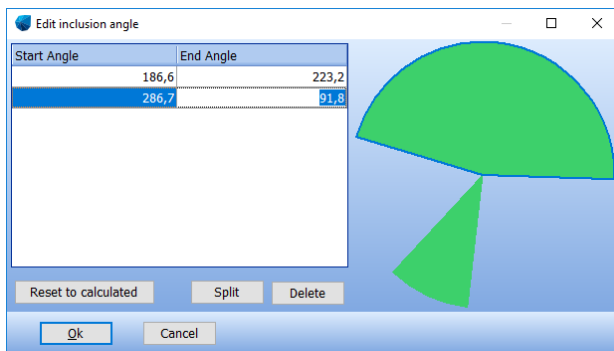 Edit inclusion angle
Start Angle End Angle
186,6 223,2
286,7 91,8
Reset to calculated Split Delete
Ok Cancel